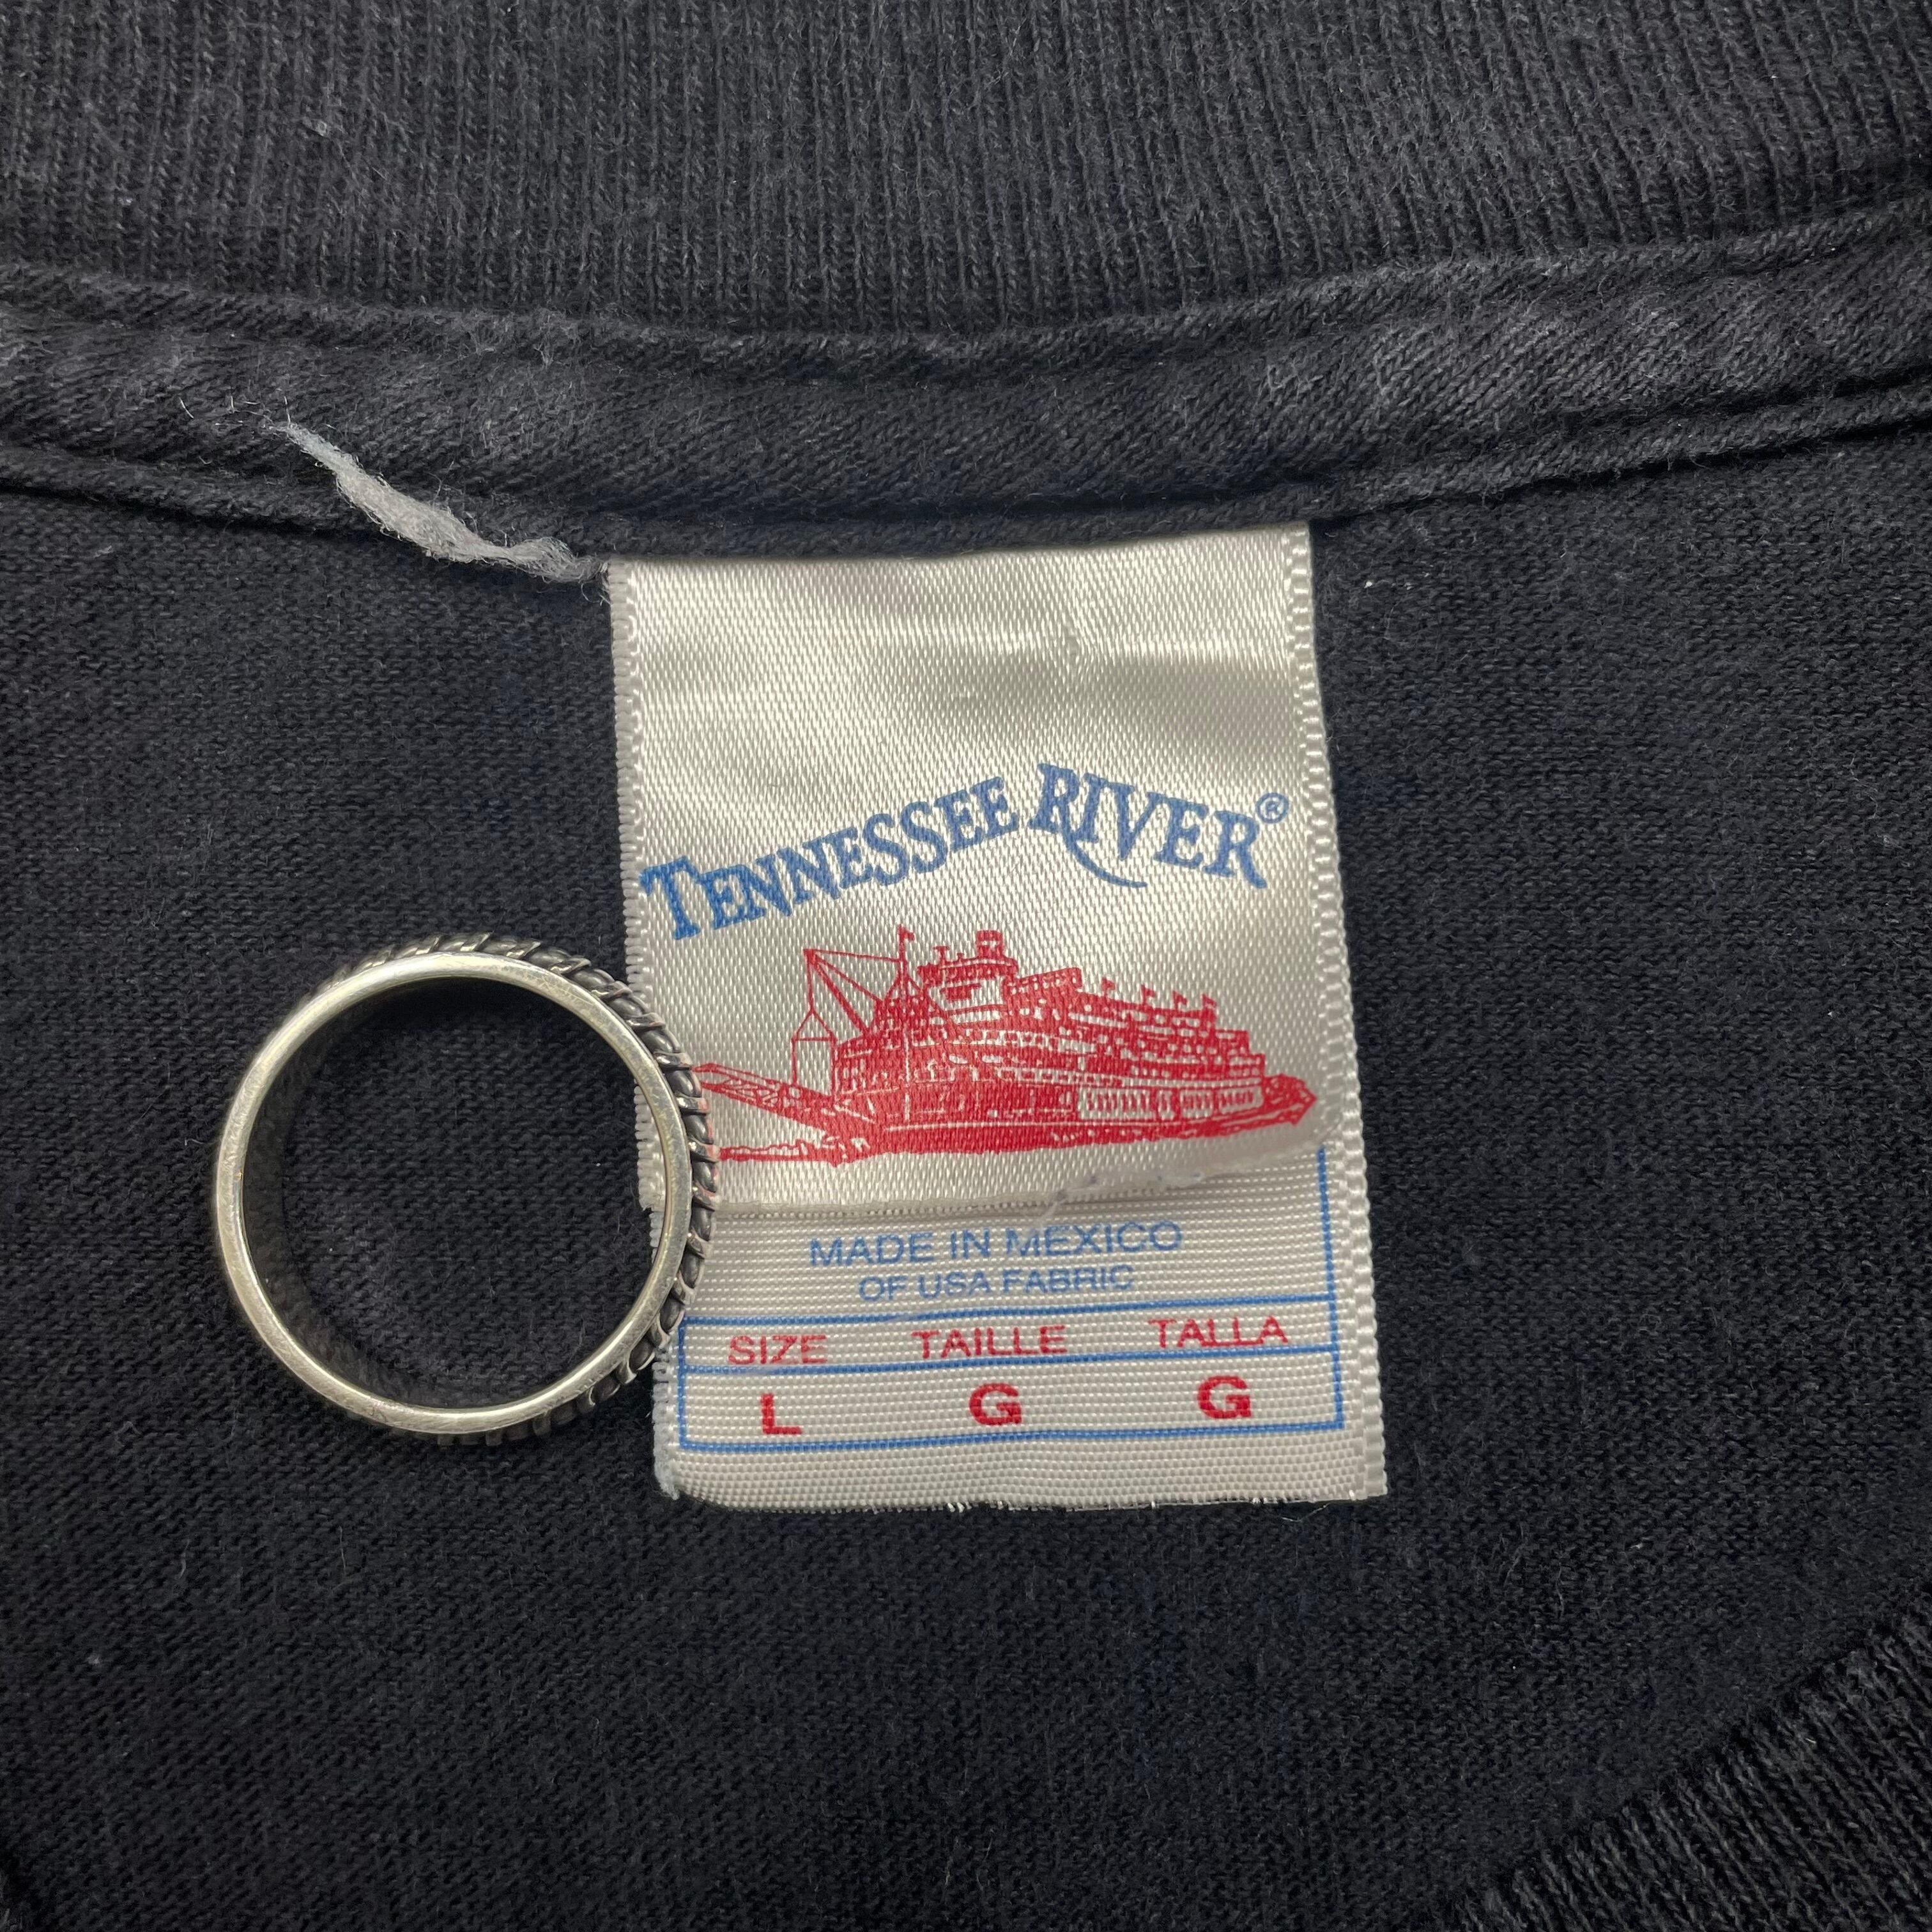 TENNESSEE RIVER®
MADE IN MEXICO
OF USA FABRIC
SIZE TAILLE TALLA
L G G